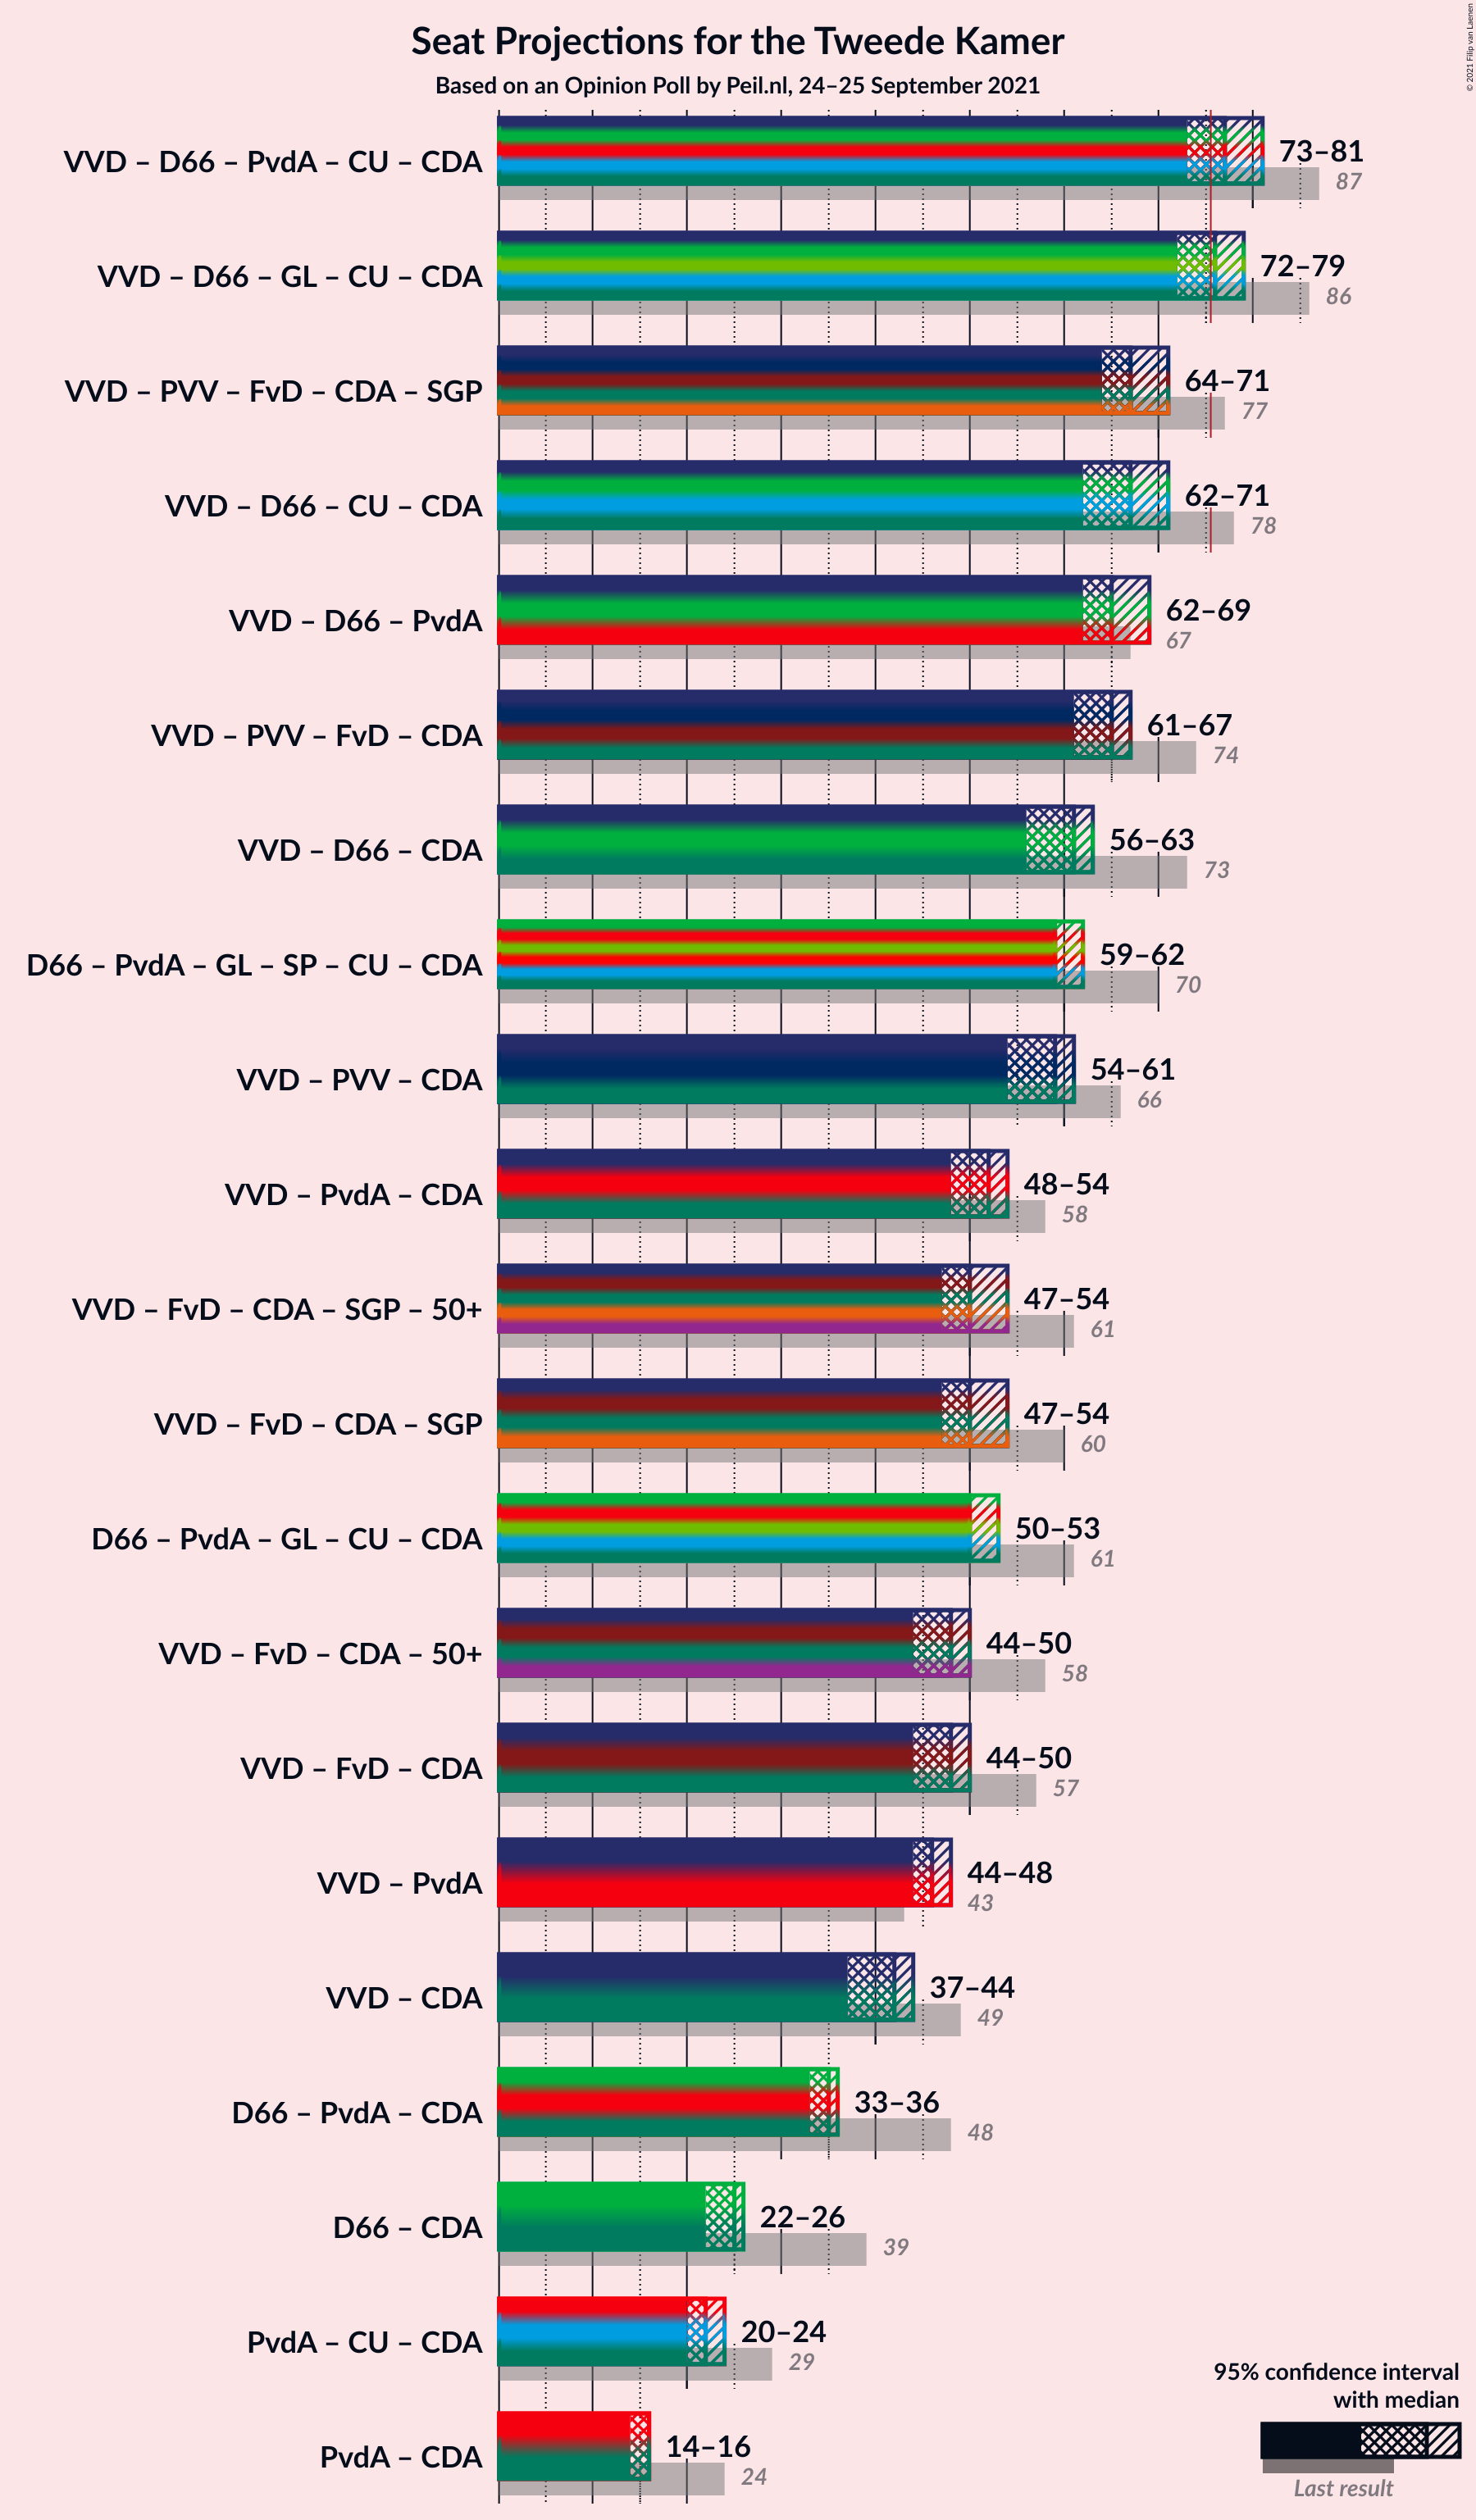 Seat Projections for the Tweede Kamer
Based on an Opinion Poll by Peil.nl, 24–25 September 2021
© 2021 Filip van Laenen
VVD – D66 – PvdA – CU – CDA
73–81
87
VVD – D66 – GL – CU – CDA
72–79
86
VVD – PVV – FvD – CDA – SGP
64–71
77
VVD – D66 – CU – CDA
62–71
78
VVD – D66 – PvdA
62–69
67
VVD – PVV – FvD – CDA
61–67
74
VVD – D66 – CDA
56–63
73
D66 – PvdA – GL – SP – CU – CDA
59–62
70
VVD – PVV – CDA
54–61
66
VVD – PvdA – CDA
48–54
58
VVD – FvD – CDA – SGP – 50+
47–54
61
VVD – FvD – CDA – SGP
47–54
60
D66 – PvdA – GL – CU – CDA
50–53
61
VVD – FvD – CDA – 50+
44–50
58
VVD – FvD – CDA
44–50
57
VVD – PvdA
44–48
43
VVD – CDA
37–44
49
D66 – PvdA – CDA
33–36
48
D66 – CDA
22–26
39
PvdA – CU – CDA
20–24
29
PvdA – CDA
14–16
24
95% confidence interval
with median
Last result